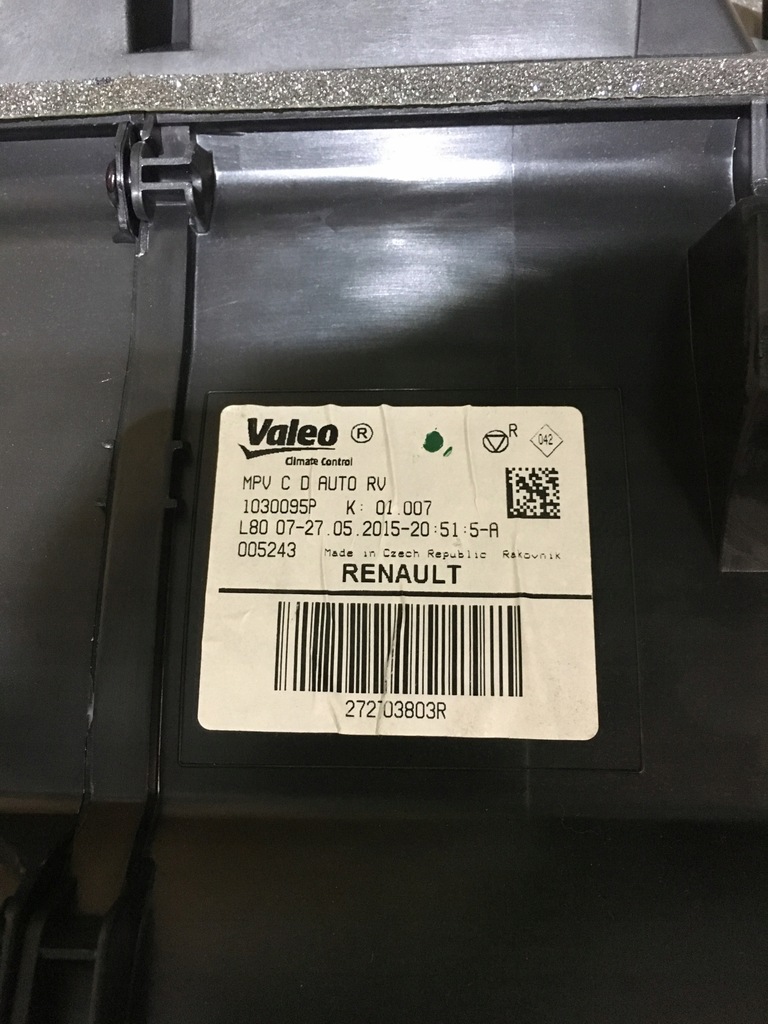 Valeo ®
Climate Control
R
042
MPV C D AUTO RV
1030095P K: 01.007
L80 07-27.05.2015-20:51:5-A
005243 Made in Czech Republic Rakovnik
RENAULT
272703803R